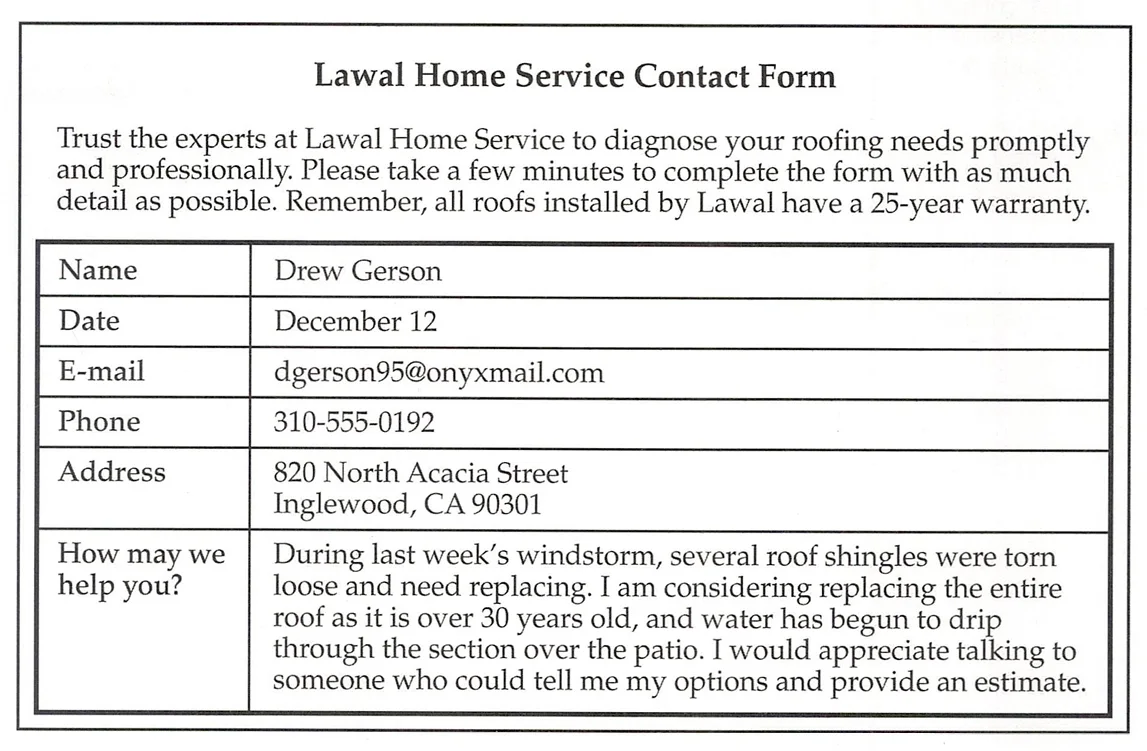 Lawal Home Service Contact Form
Trust the experts at Lawal Home Service to diagnose your roofing needs promptly
and professionally. Please take a few minutes to complete the form with as much
detail as possible. Remember, all roofs installed by Lawal have a 25-year warranty.
Name Drew Gerson
Date December 12
E-mail dgerson95@onyxmail.com
Phone 310-555-0192
Address 820 North Acacia Street
Inglewood, CA 90301
How may we During last week's windstorm, several roof shingles were torn
help you? loose and need replacing. I am considering replacing the entire
roof as it is over 30 years old, and water has begun to drip
through the section over the patio. I would appreciate talking to
someone who could tell me my options and provide an estimate.